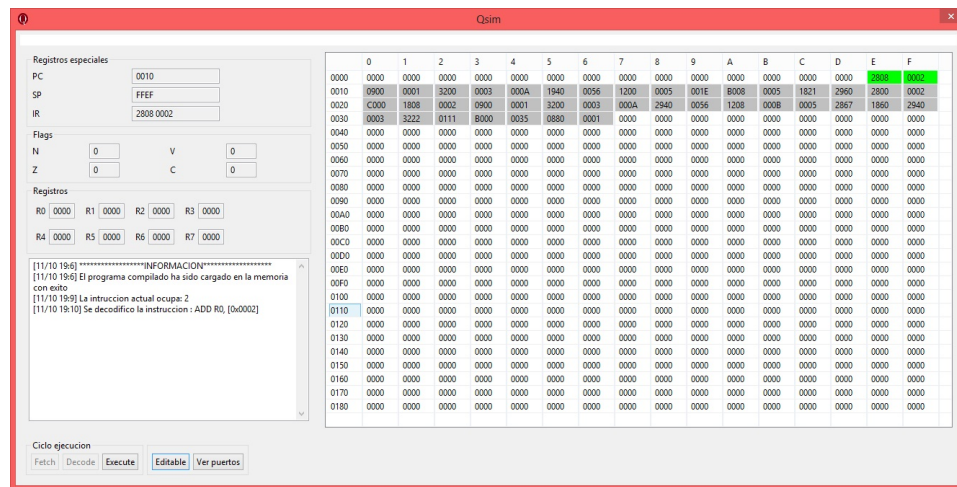 Qsim
x
Registros especiales
PC 0010
SP FFEF
IR 2808 0002
Flags
N 0 V 0
Z 0 C 0
Registros
R0 0000 R1 0000 R2 0000 R3 0000
R4 0000 R5 0000 R6 0000 R7 0000
[11/10 19:6] ******************INFORMACION*******************
[11/10 19:6] El programa compilado ha sido cargado en la memoria
con exito
[11/10 19:9] La intruccion actual ocupa: 2
[11/10 19:10] Se decodifico la instruccion : ADD R0, [0x0002]
Ciclo ejecucion
Fetch Decode Execute Editable Ver puertos
0 1 2 3 4 5 6 7 8 9 A B C D E F
0000 0000 0000 0000 0000 0000 0000 0000 0000 0000 0000 0000 0000 0000 0000 2808 0002
0010 0900 0001 3200 0003 000A 1940 0056 1200 0005 001E B008 0005 1821 2960 2800 0002
0020 C000 1808 0002 0900 0001 3200 0003 000A 2940 0056 1208 000B 0005 2867 1860 2940
0030 0003 3222 0111 B000 0035 0880 0001 0000 0000 0000 0000 0000 0000 0000 0000 0000
0040 0000 0000 0000 0000 0000 0000 0000 0000 0000 0000 0000 0000 0000 0000 0000 0000
0050 0000 0000 0000 0000 0000 0000 0000 0000 0000 0000 0000 0000 0000 0000 0000 0000
0060 0000 0000 0000 0000 0000 0000 0000 0000 0000 0000 0000 0000 0000 0000 0000 0000
0070 0000 0000 0000 0000 0000 0000 0000 0000 0000 0000 0000 0000 0000 0000 0000 0000
0080 0000 0000 0000 0000 0000 0000 0000 0000 0000 0000 0000 0000 0000 0000 0000 0000
0090 0000 0000 0000 0000 0000 0000 0000 0000 0000 0000 0000 0000 0000 0000 0000 0000
00A0 0000 0000 0000 0000 0000 0000 0000 0000 0000 0000 0000 0000 0000 0000 0000 0000
00B0 0000 0000 0000 0000 0000 0000 0000 0000 0000 0000 0000 0000 0000 0000 0000 0000
00C0 0000 0000 0000 0000 0000 0000 0000 0000 0000 0000 0000 0000 0000 0000 0000 0000
00D0 0000 0000 0000 0000 0000 0000 0000 0000 0000 0000 0000 0000 0000 0000 0000 0000
00E0 0000 0000 0000 0000 0000 0000 0000 0000 0000 0000 0000 0000 0000 0000 0000 0000
00F0 0000 0000 0000 0000 0000 0000 0000 0000 0000 0000 0000 0000 0000 0000 0000 0000
0100 0000 0000 0000 0000 0000 0000 0000 0000 0000 0000 0000 0000 0000 0000 0000 0000
0110 0000 0000 0000 0000 0000 0000 0000 0000 0000 0000 0000 0000 0000 0000 0000 0000
0120 0000 0000 0000 0000 0000 0000 0000 0000 0000 0000 0000 0000 0000 0000 0000 0000
0130 0000 0000 0000 0000 0000 0000 0000 0000 0000 0000 0000 0000 0000 0000 0000 0000
0140 0000 0000 0000 0000 0000 0000 0000 0000 0000 0000 0000 0000 0000 0000 0000 0000
0150 0000 0000 0000 0000 0000 0000 0000 0000 0000 0000 0000 0000 0000 0000 0000 0000
0160 0000 0000 0000 0000 0000 0000 0000 0000 0000 0000 0000 0000 0000 0000 0000 0000
0170 0000 0000 0000 0000 0000 0000 0000 0000 0000 0000 0000 0000 0000 0000 0000 0000
0180 0000 0000 0000 0000 0000 0000 0000 0000 0000 0000 0000 0000 0000 0000 0000 0000